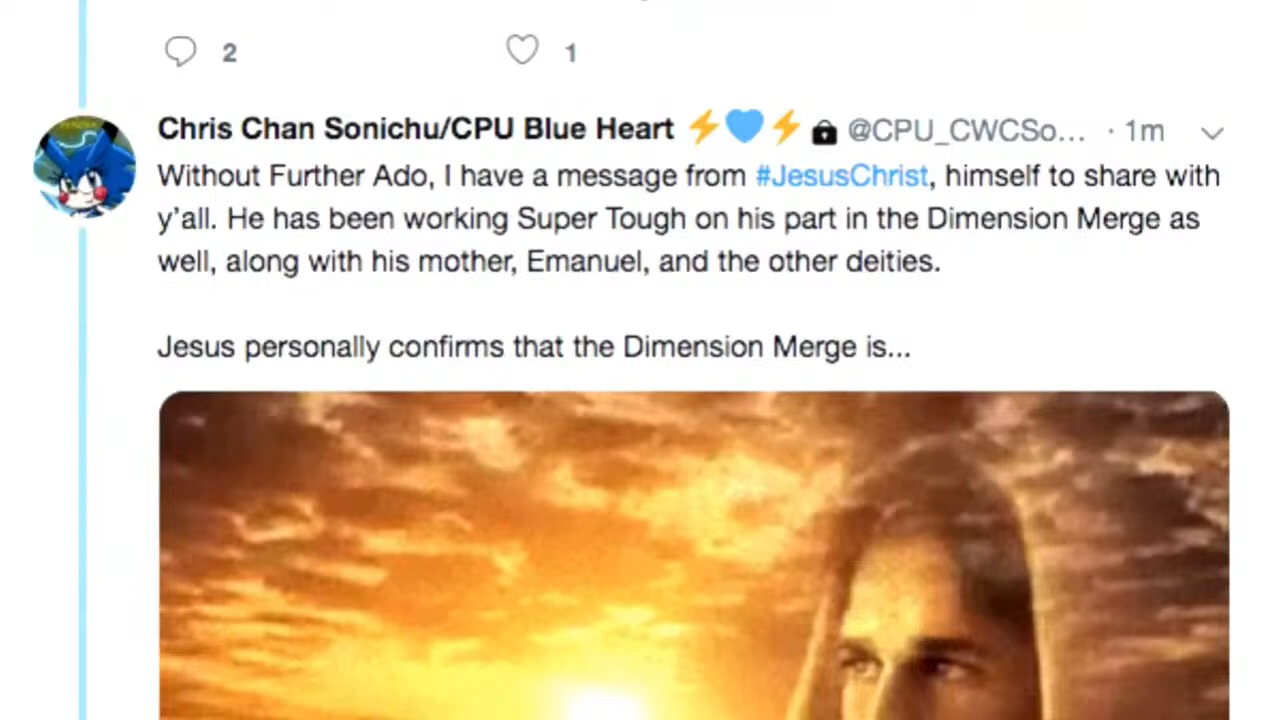 2 1
Chris Chan Sonichu/CPU Blue Heart ⚡💙⚡🔒 @CPU_CWCSo... · 1m
Without Further Ado, I have a message from #JesusChrist, himself to share with
y'all. He has been working Super Tough on his part in the Dimension Merge as
well, along with his mother, Emanuel, and the other deities.
Jesus personally confirms that the Dimension Merge is...